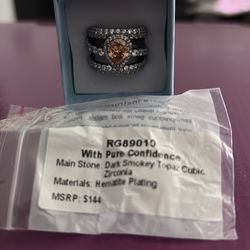 RG89010
With Pure Confidence
Main Stone: Dark Smokey Topaz Cubic
Zirconia
Materials: Hematite Plating
MSRP: $144